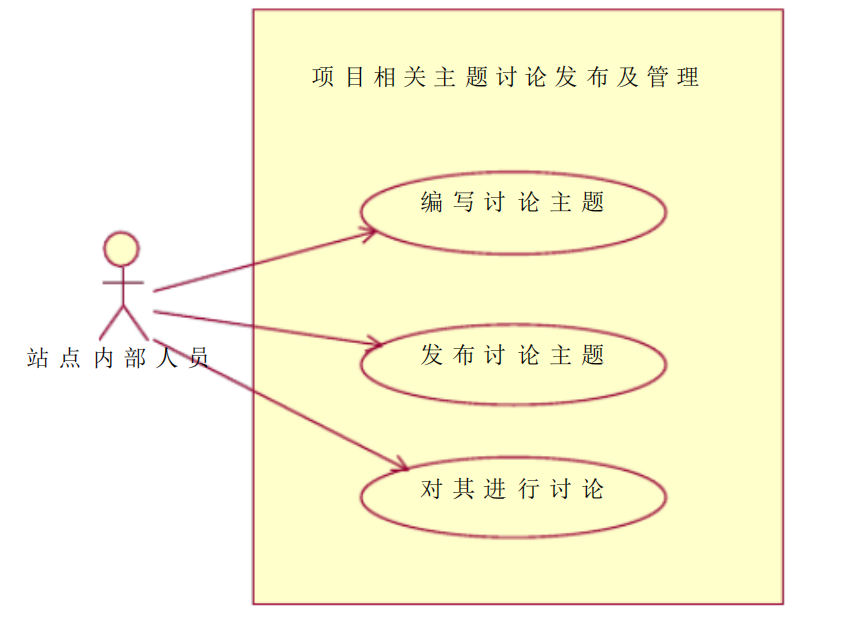 项目相关主题讨论发布及管理
编写讨论主题
发布讨论主题
站点内部人员
对其进行讨论